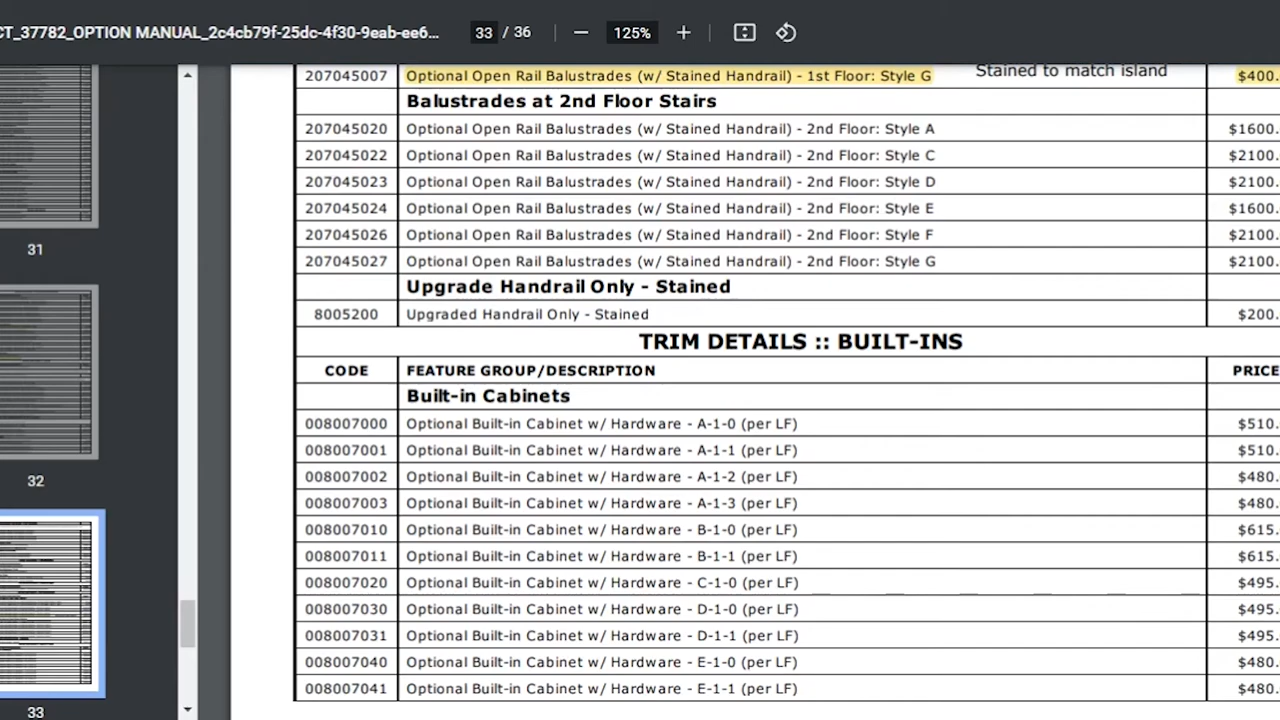 CT_37782_OPTION MANUAL_2c4cb79f-25dc-4f30-9eab-ee6... 33 / 36 125%
207045007 Optional Open Rail Balustrades (w/ Stained Handrail) - 1st Floor: Style G Stained to match island $400.
Balustrades at 2nd Floor Stairs
207045020 Optional Open Rail Balustrades (w/ Stained Handrail) - 2nd Floor: Style A $1600.
207045022 Optional Open Rail Balustrades (w/ Stained Handrail) - 2nd Floor: Style C $2100.
207045023 Optional Open Rail Balustrades (w/ Stained Handrail) - 2nd Floor: Style D $2100.
207045024 Optional Open Rail Balustrades (w/ Stained Handrail) - 2nd Floor: Style E $1600.
207045026 Optional Open Rail Balustrades (w/ Stained Handrail) - 2nd Floor: Style F $2100.
207045027 Optional Open Rail Balustrades (w/ Stained Handrail) - 2nd Floor: Style G $2100.
Upgrade Handrail Only - Stained
8005200 Upgraded Handrail Only - Stained $200.
TRIM DETAILS :: BUILT-INS
CODE FEATURE GROUP/DESCRIPTION PRICE
Built-in Cabinets
008007000 Optional Built-in Cabinet w/ Hardware - A-1-0 (per LF) $510.
008007001 Optional Built-in Cabinet w/ Hardware - A-1-1 (per LF) $510.
008007002 Optional Built-in Cabinet w/ Hardware - A-1-2 (per LF) $480.
008007003 Optional Built-in Cabinet w/ Hardware - A-1-3 (per LF) $480.
008007010 Optional Built-in Cabinet w/ Hardware - B-1-0 (per LF) $615.
008007011 Optional Built-in Cabinet w/ Hardware - B-1-1 (per LF) $615.
008007020 Optional Built-in Cabinet w/ Hardware - C-1-0 (per LF) $495.
008007030 Optional Built-in Cabinet w/ Hardware - D-1-0 (per LF) $495.
008007031 Optional Built-in Cabinet w/ Hardware - D-1-1 (per LF) $495.
008007040 Optional Built-in Cabinet w/ Hardware - E-1-0 (per LF) $480.
008007041 Optional Built-in Cabinet w/ Hardware - E-1-1 (per LF) $480.
31
32
33